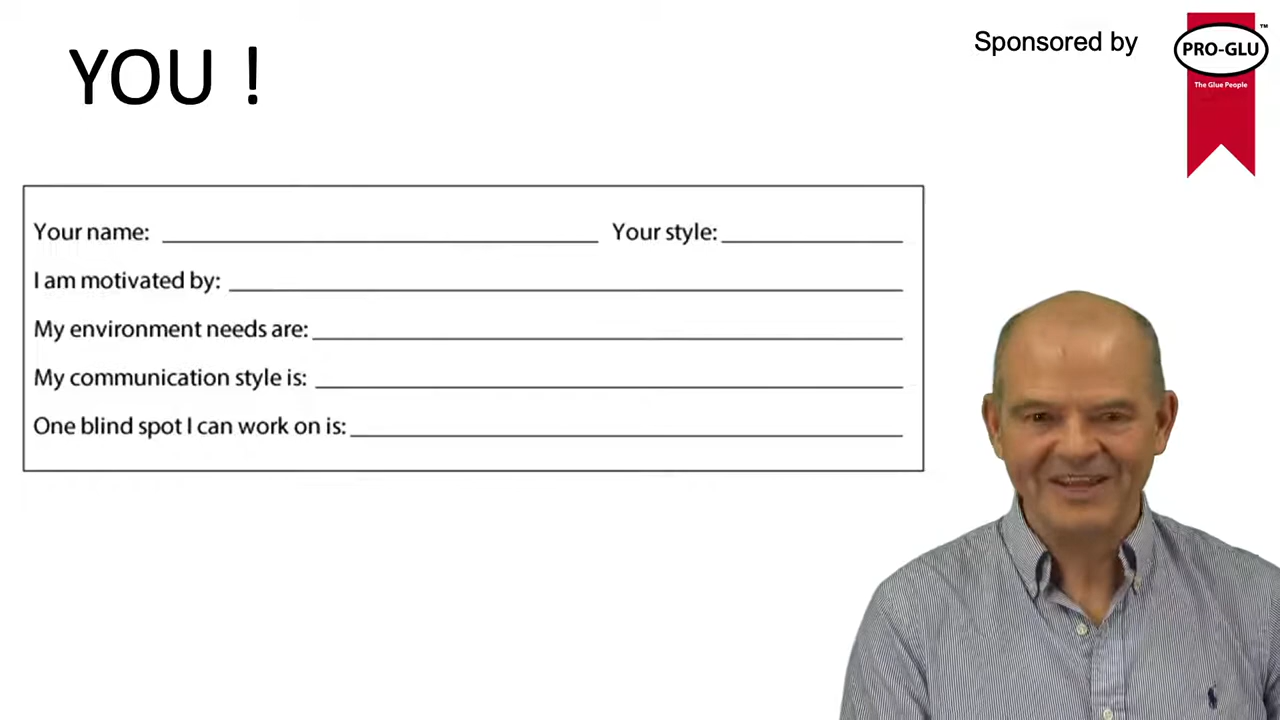 YOU !
Sponsored by
PRO-GLU™
The Glue People
Your name: Your style:
I am motivated by:
My environment needs are:
My communication style is:
One blind spot I can work on is: